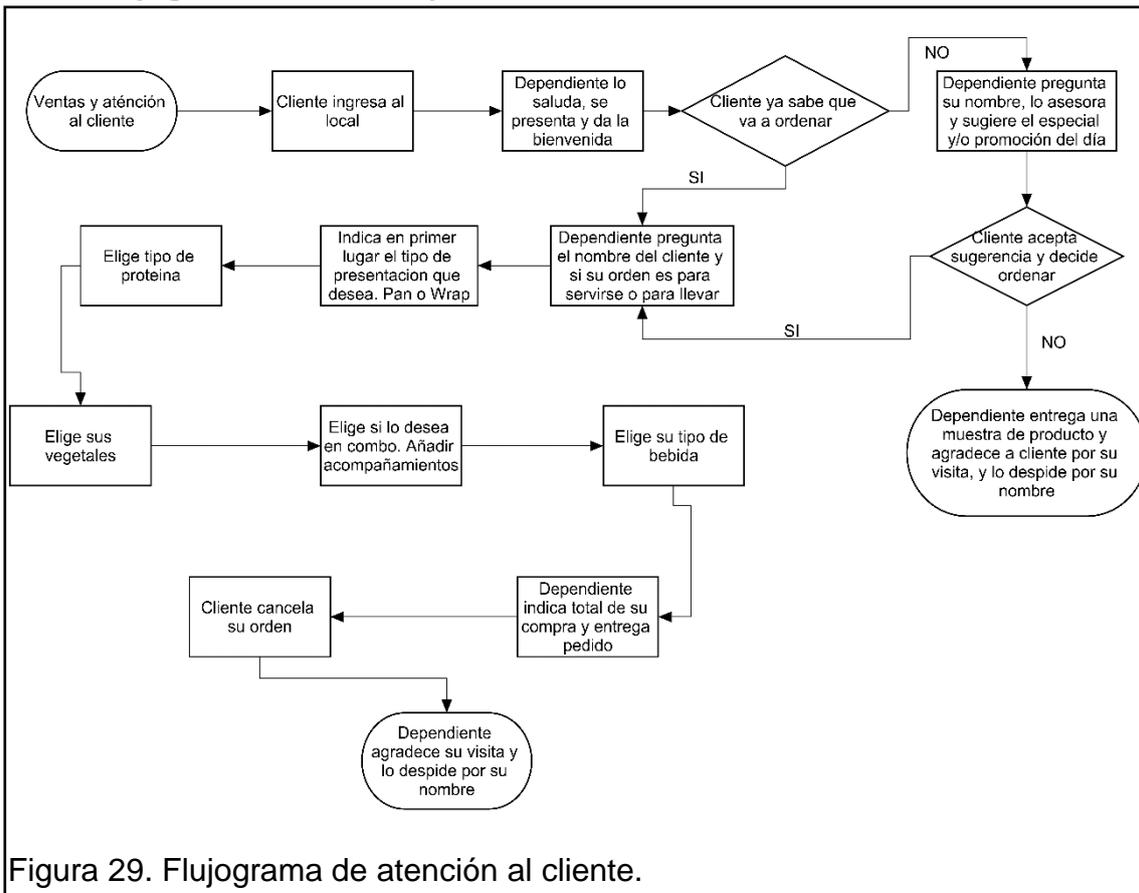 Ventas y aténción
al cliente
Cliente ingresa al
local
Dependiente lo
saluda, se
presenta y da la
bienvenida
Cliente ya sabe que
va a ordenar
NO
Dependiente pregunta
su nombre, lo asesora
y sugiere el especial
y/o promoción del día
SI
Cliente acepta
sugerencia y decide
ordenar
SI
NO
Dependiente entrega una
muestra de producto y
agradece a cliente por su
visita, y lo despide por su
nombre
Dependiente pregunta
el nombre del cliente y
si su orden es para
servirse o para llevar
Indica en primer
lugar el tipo de
presentacion que
desea. Pan o Wrap
Elige tipo de
proteina
Elige sus
vegetales
Elige si lo desea
en combo. Añadir
acompañamientos
Elige su tipo de
bebida
Dependiente
indica total de su
compra y entrega
pedido
Cliente cancela
su orden
Dependiente
agradece su visita y
lo despide por su
nombre
Figura 29. Flujograma de atención al cliente.